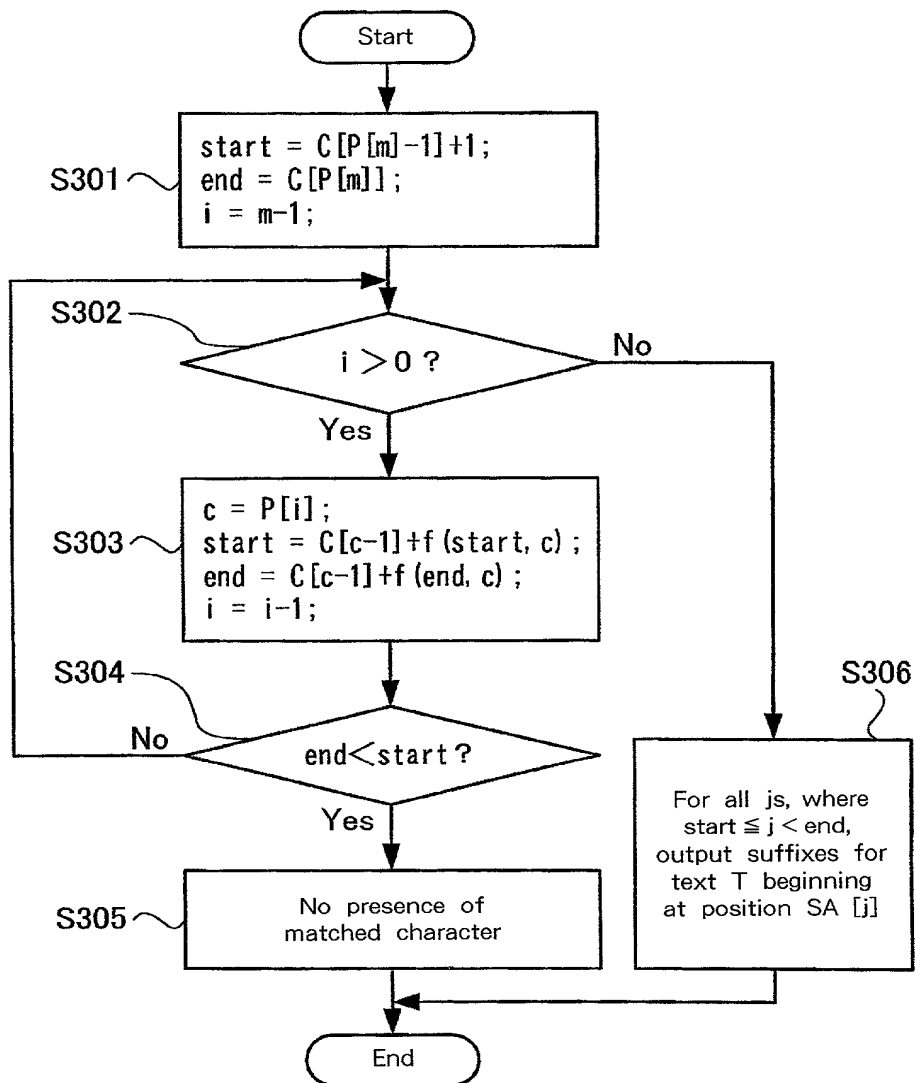 Start
S301
start = C[P[m]-1]+1;
end = C[P[m]];
i = m-1;
S302
i >0 ?
No
Yes
S303
c = P[i];
start = C[c-1]+f(start, c);
end = C[c-1]+f(end, c);
i = i-1;
S304
end<start?
No
Yes
S305
No presence of
matched character
S306
For all js, where
start ≦ j < end,
output suffixes for
text T beginning
at position SA [j]
End